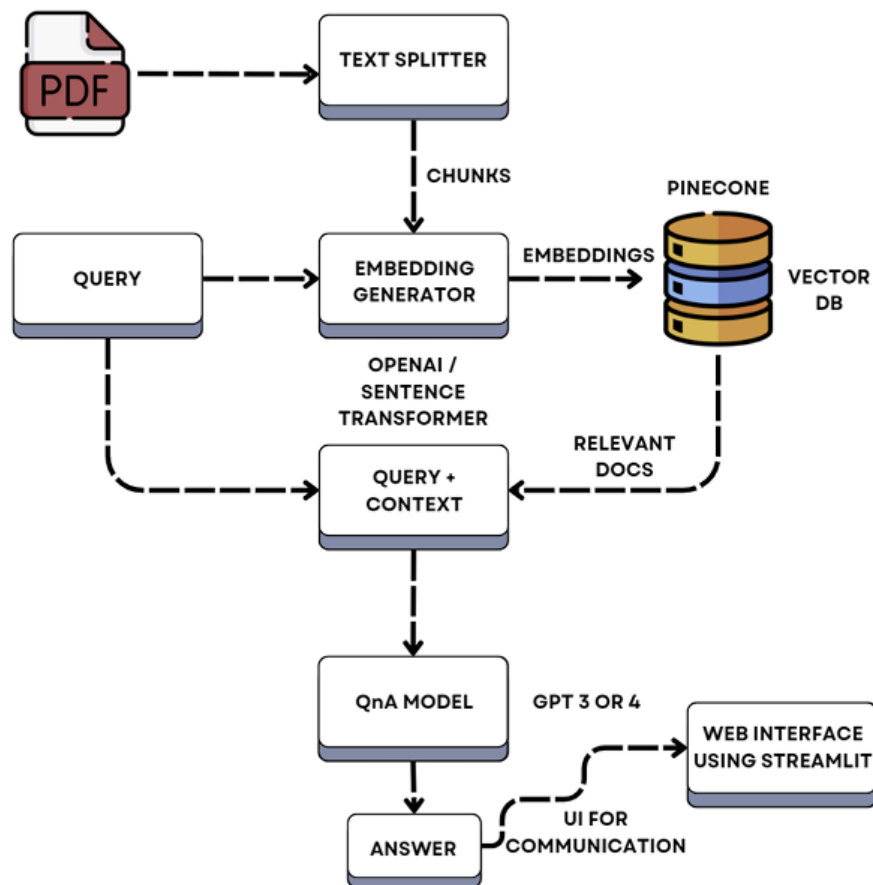 PDF
TEXT SPLITTER
CHUNKS
PINECONE
QUERY
EMBEDDING
GENERATOR
EMBEDDINGS
VECTOR
DB
OPENAI /
SENTENCE
TRANSFORMER
RELEVANT
DOCS
QUERY +
CONTEXT
QnA MODEL
GPT 3 OR 4
WEB INTERFACE
USING STREAMLIT
UI FOR
COMMUNICATION
ANSWER